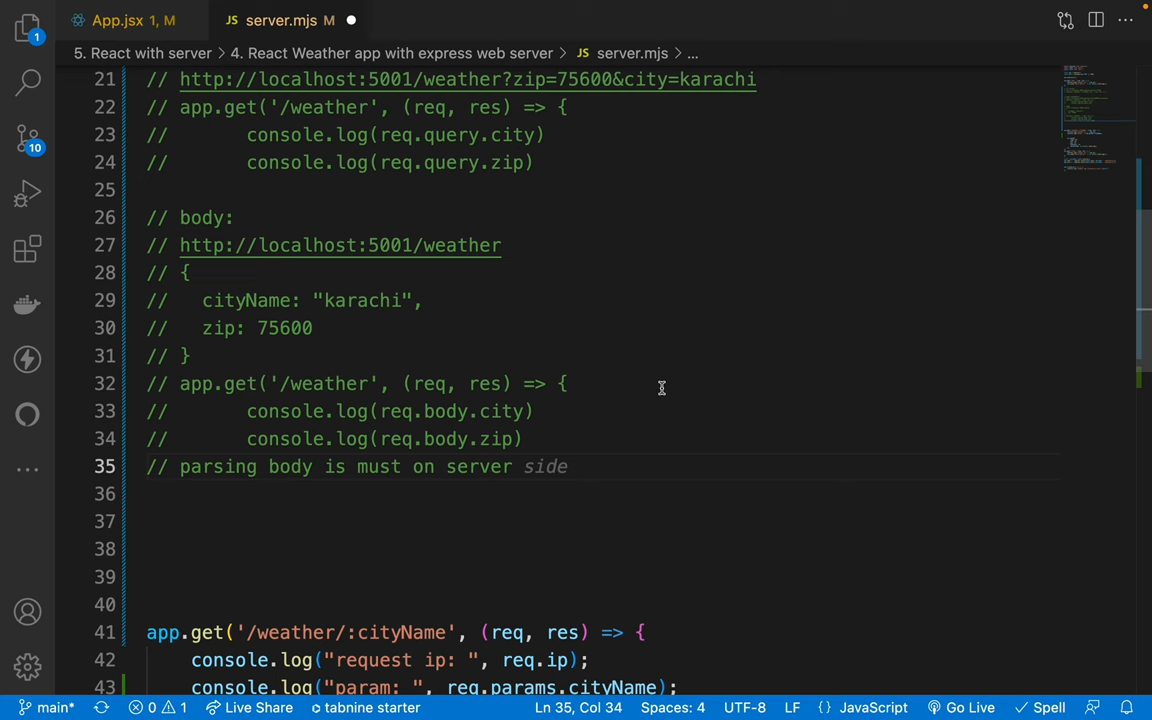 App.jsx 1, M
JS server.mjs M
5. React with server > 4. React Weather app with express web server > JS server.mjs > ...
21 // http://localhost:5001/weather?zip=75600&city=karachi
22 // app.get('/weather', (req, res) => {
23 // console.log(req.query.city)
24 // console.log(req.query.zip)
25
26 // body:
27 // http://localhost:5001/weather
28 // {
29 // cityName: "karachi",
30 // zip: 75600
31 // }
32 // app.get('/weather', (req, res) => {
33 // console.log(req.body.city)
34 // console.log(req.body.zip)
35 // parsing body is must on server side
36
37
38
39
40
41 app.get('/weather/:cityName', (req, res) => {
42 console.log("request ip: ", req.ip);
43 console.log("param: ", req.params.cityName);
1
10
main* 0 1 Live Share tabnine starter Ln 35, Col 34 Spaces: 4 UTF-8 LF {} JavaScript Go Live Spell